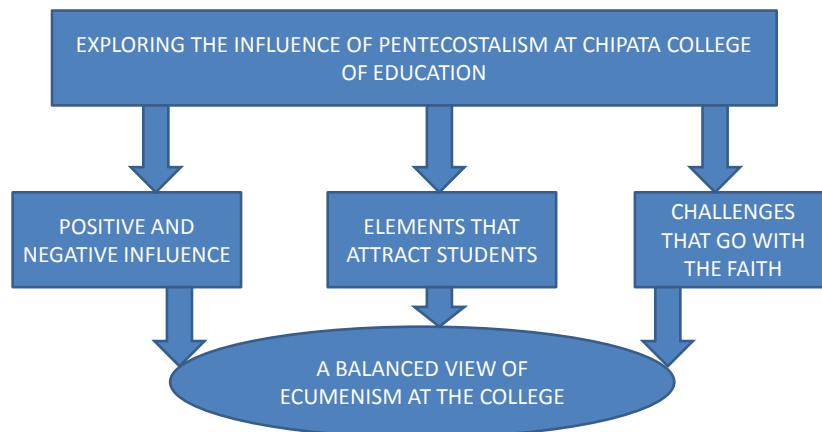 EXPLORING THE INFLUENCE OF PENTECOSTALISM AT CHIPATA COLLEGE
OF EDUCATION
POSITIVE AND
NEGATIVE INFLUENCE
ELEMENTS THAT
ATTRACT STUDENTS
CHALLENGES
THAT GO WITH
THE FAITH
A BALANCED VIEW OF
ECUMENISM AT THE COLLEGE